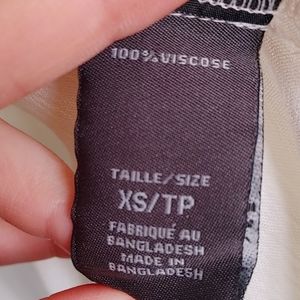 100% VISCOSE
TAILLE/SIZE
XS/TP
FABRIQUÉ AU
BANGLADESH
MADE IN
BANGLADESH